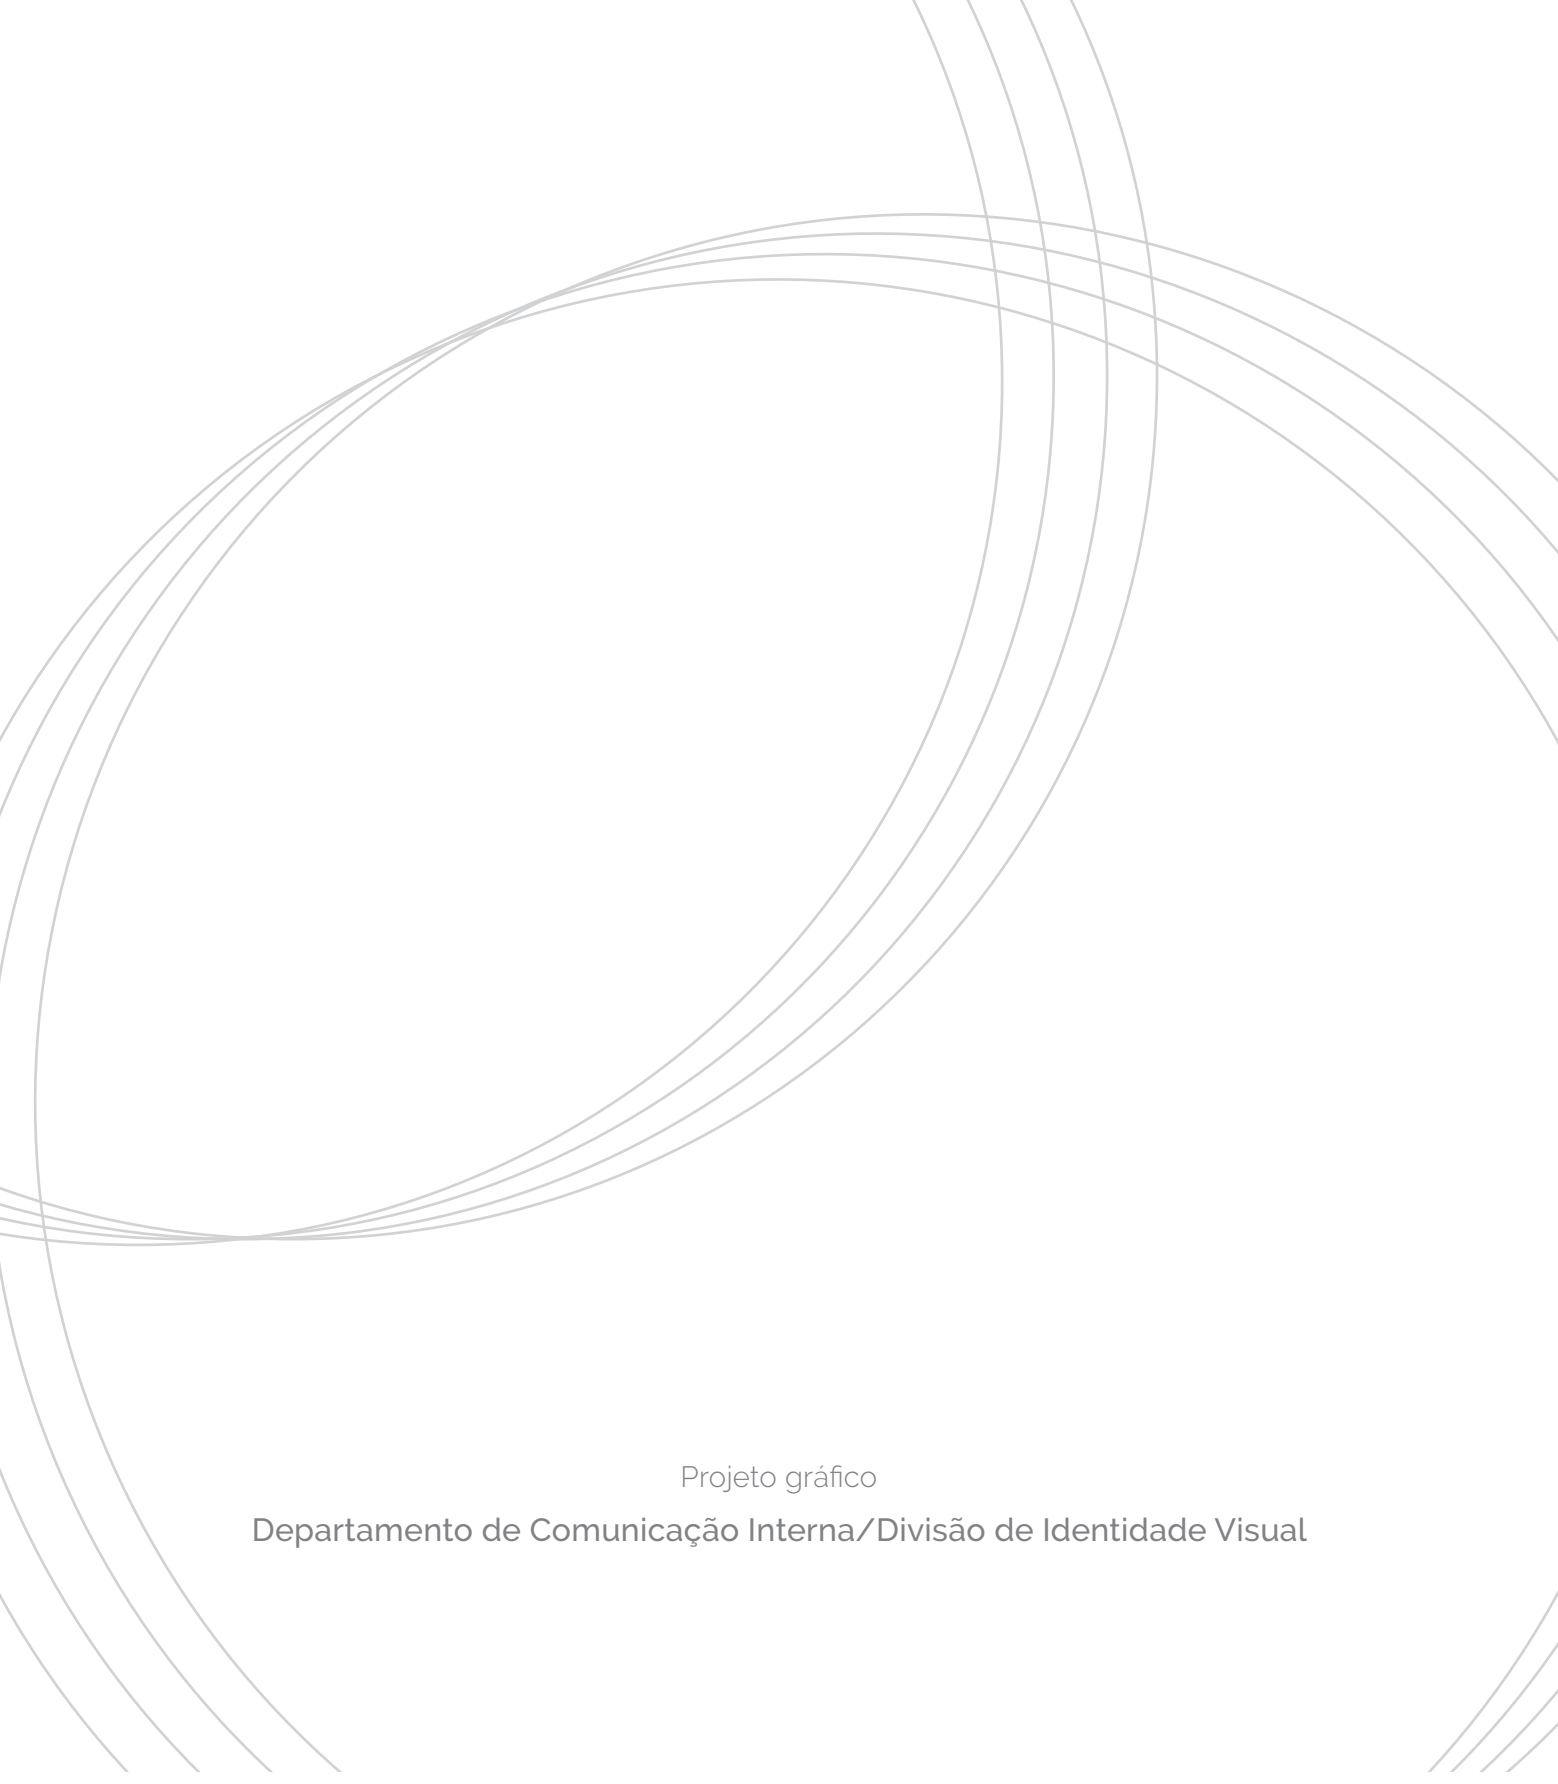 Projeto gráfico
Departamento de Comunicação Interna/Divisão de Identidade Visual